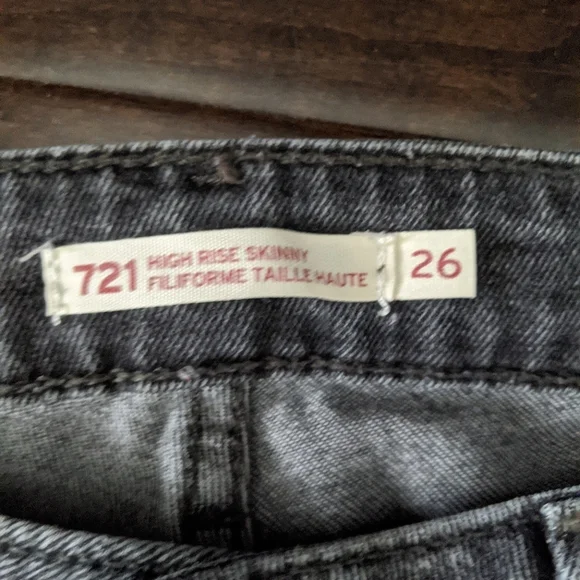 721 HIGH RISE SKINNY
FILIFORME TAILLE HAUTE
26